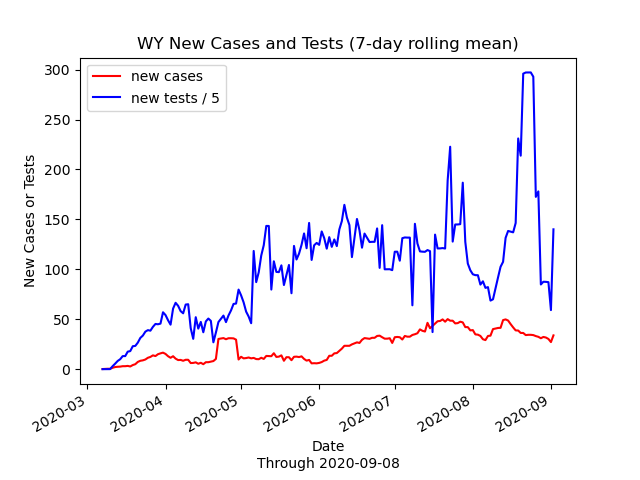 WY New Cases and Tests (7-day rolling mean)
new cases
new tests / 5
New Cases or Tests
300
250
200
150
100
50
0
2020-03
2020-04
2020-05
2020-06
2020-07
2020-08
2020-09
Date
Through 2020-09-08